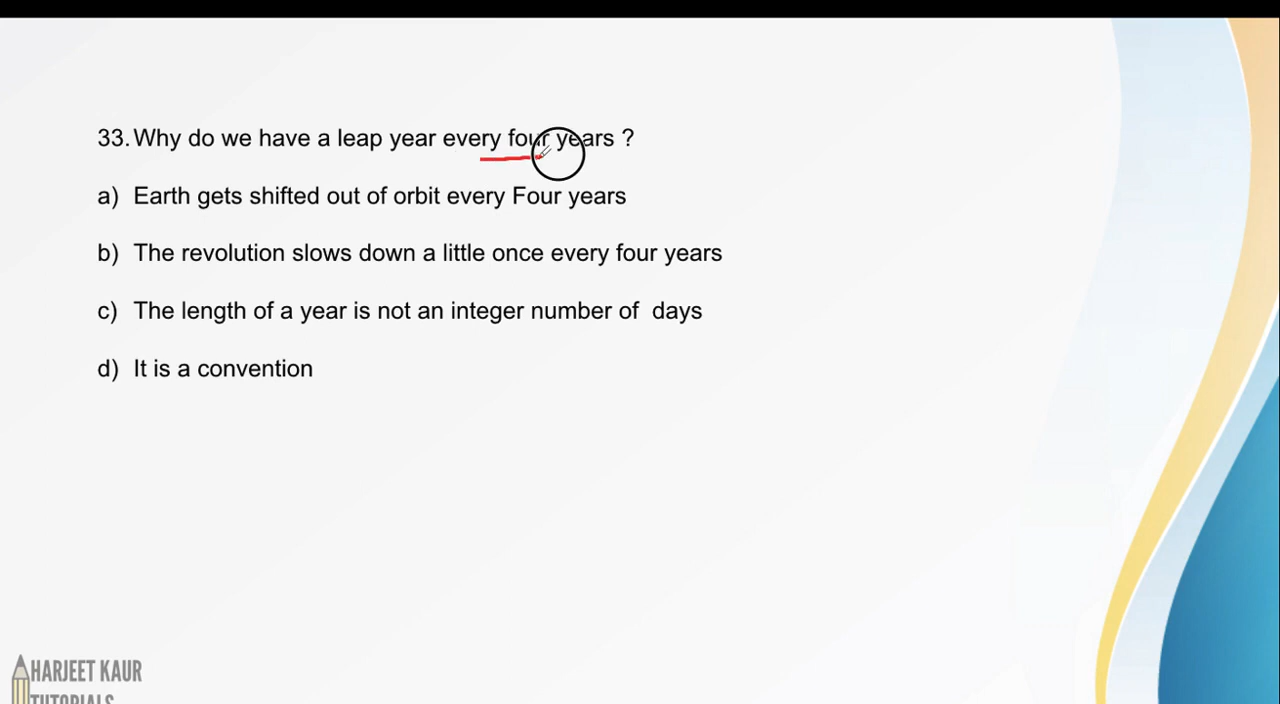 33. Why do we have a leap year every four years ?
a) Earth gets shifted out of orbit every Four years
b) The revolution slows down a little once every four years
c) The length of a year is not an integer number of days
d) It is a convention
HARJEET KAUR
TUTORIALS